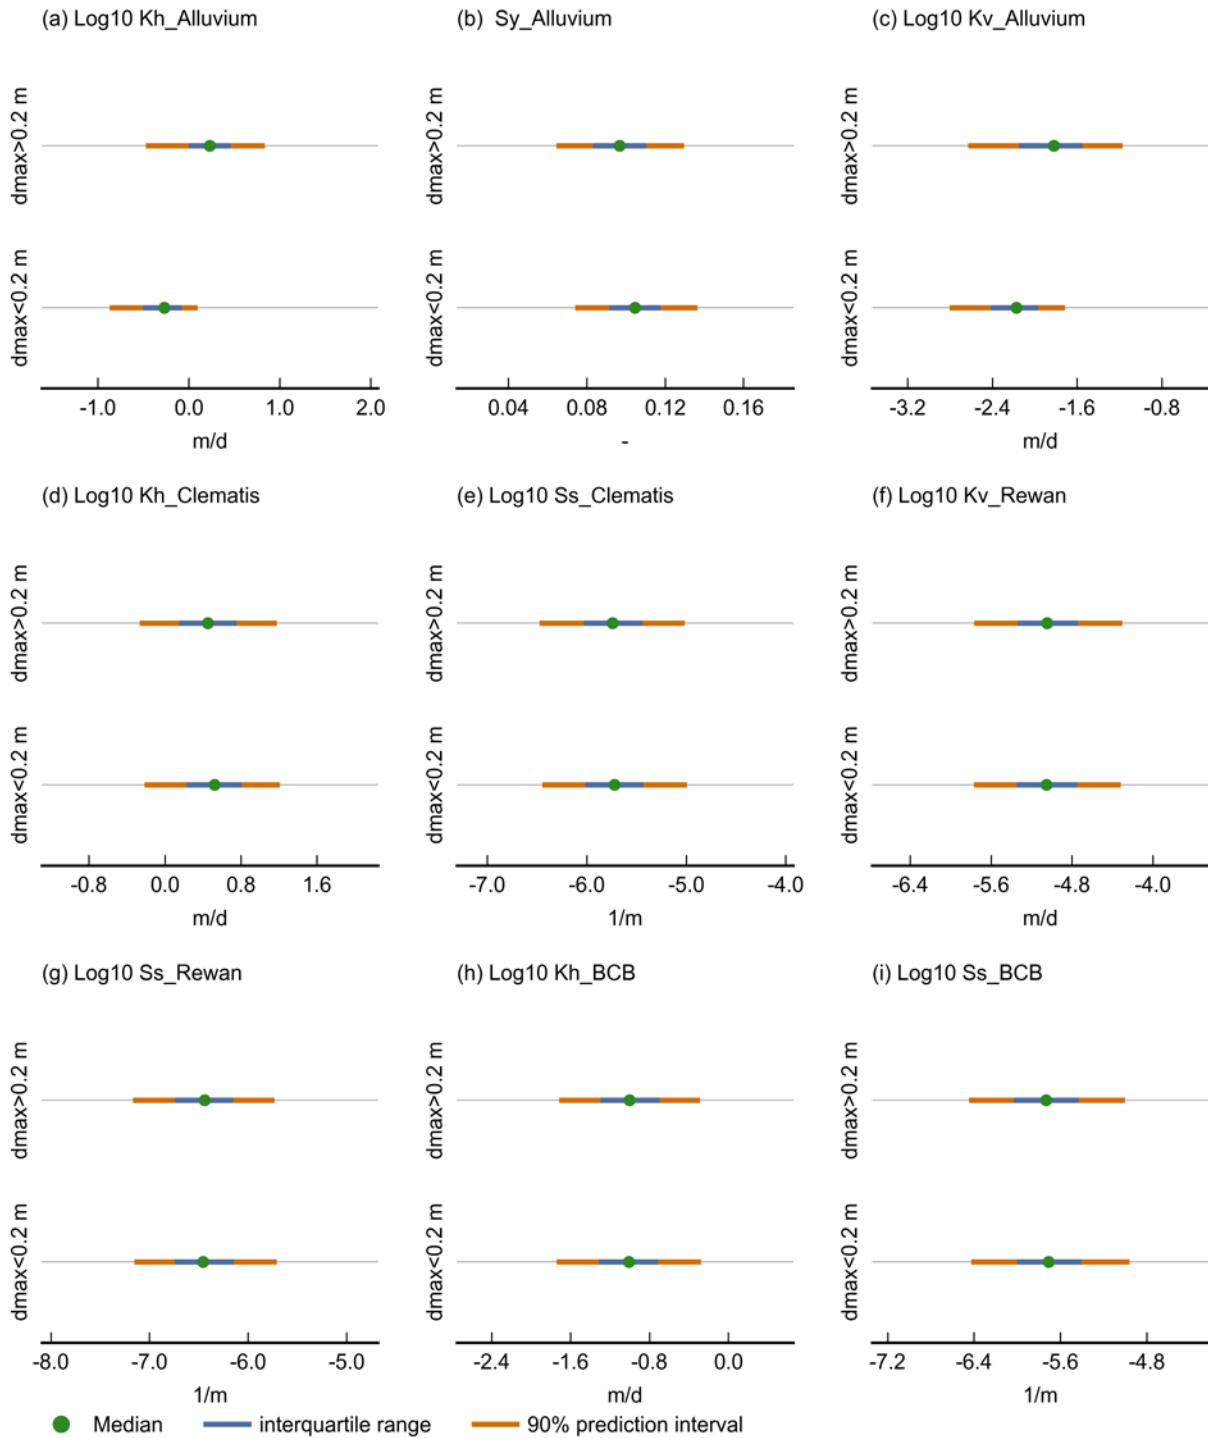 (a) Log10 Kh_Alluvium
(b) Sy_Alluvium
(c) Log10 Kv_Alluvium
dmax>0.2 m
dmax>0.2 m
dmax>0.2 m
dmax<0.2 m
dmax<0.2 m
dmax<0.2 m
-1.0 0.0 1.0 2.0
0.04 0.08 0.12 0.16
-3.2 -2.4 -1.6 -0.8
m/d
-
m/d
(d) Log10 Kh_Clematis
(e) Log10 Ss_Clematis
(f) Log10 Kv_Rewan
dmax>0.2 m
dmax>0.2 m
dmax>0.2 m
dmax<0.2 m
dmax<0.2 m
dmax<0.2 m
-0.8 0.0 0.8 1.6
-7.0 -6.0 -5.0 -4.0
-6.4 -5.6 -4.8 -4.0
m/d
1/m
m/d
(g) Log10 Ss_Rewan
(h) Log10 Kh_BCB
(i) Log10 Ss_BCB
dmax>0.2 m
dmax>0.2 m
dmax>0.2 m
dmax<0.2 m
dmax<0.2 m
dmax<0.2 m
-8.0 -7.0 -6.0 -5.0
-2.4 -1.6 -0.8 0.0
-7.2 -6.4 -5.6 -4.8
1/m
m/d
1/m
Median
interquartile range
90% prediction interval